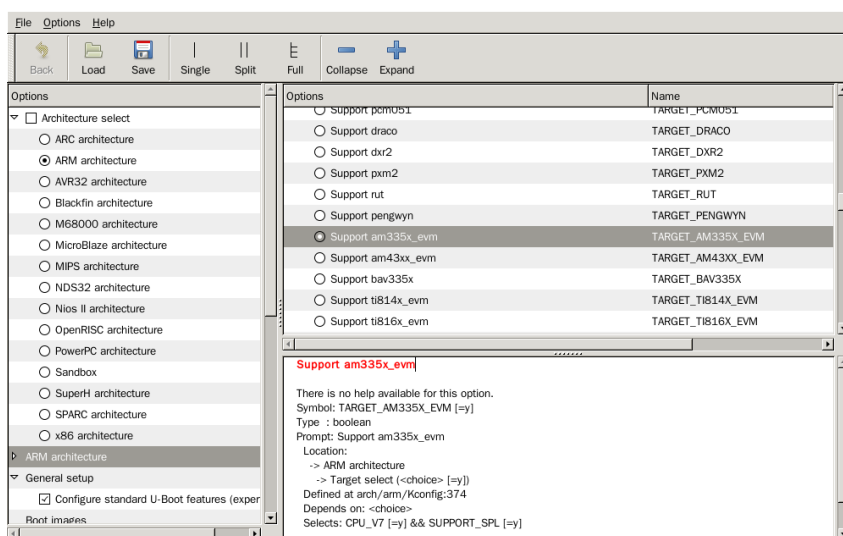 File Options Help
Back Load Save Single Split Full Collapse Expand
Options
Architecture select
ARC architecture
ARM architecture
AVR32 architecture
Blackfin architecture
M68000 architecture
MicroBlaze architecture
MIPS architecture
NDS32 architecture
Nios II architecture
OpenRISC architecture
PowerPC architecture
Sandbox
SuperH architecture
SPARC architecture
x86 architecture
ARM architecture
General setup
Configure standard U-Boot features (exper
Boot images
Options Name
Support pcm051 TARGET_PCM051
Support draco TARGET_DRACO
Support dxr2 TARGET_DXR2
Support pxm2 TARGET_PXM2
Support rut TARGET_RUT
Support pengwyn TARGET_PENGWYN
Support am335x_evm TARGET_AM335X_EVM
Support am43xx_evm TARGET_AM43XX_EVM
Support bav335x TARGET_BAV335X
Support ti814x_evm TARGET_TI814X_EVM
Support ti816x_evm TARGET_TI816X_EVM
Support am335x_evm
There is no help available for this option.
Symbol: TARGET_AM335X_EVM [=y]
Type : boolean
Prompt: Support am335x_evm
Location:
-> ARM architecture
-> Target select (<choice> [=y])
Defined at arch/arm/Kconfig:374
Depends on: <choice>
Selects: CPU_V7 [=y] && SUPPORT_SPL [=y]